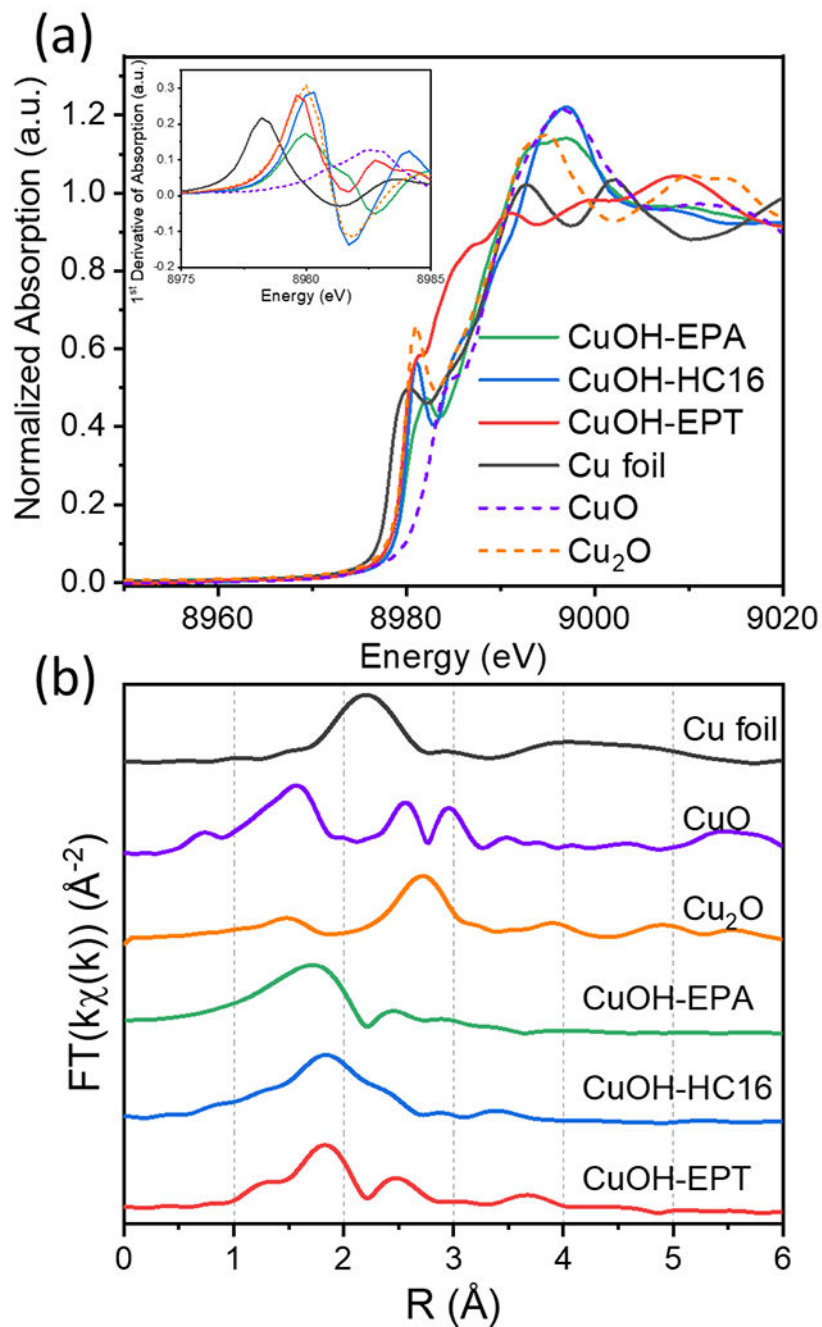 (a)
Normalized Absorption (a.u.)
1.2
1.0
0.8
0.6
0.4
0.2
0.0
8960
8980
9000
9020
Energy (eV)
1st Derivative of Absorption (a.u.)
0.3
0.2
0.1
0.0
-0.1
-0.2
8975
8980
8985
Energy (eV)
CuOH-EPA
CuOH-HC16
CuOH-EPT
Cu foil
CuO
Cu₂O
(b)
FT(kχ(k)) (Å⁻²)
Cu foil
CuO
Cu₂O
CuOH-EPA
CuOH-HC16
CuOH-EPT
0
1
2
3
4
5
6
R (Å)